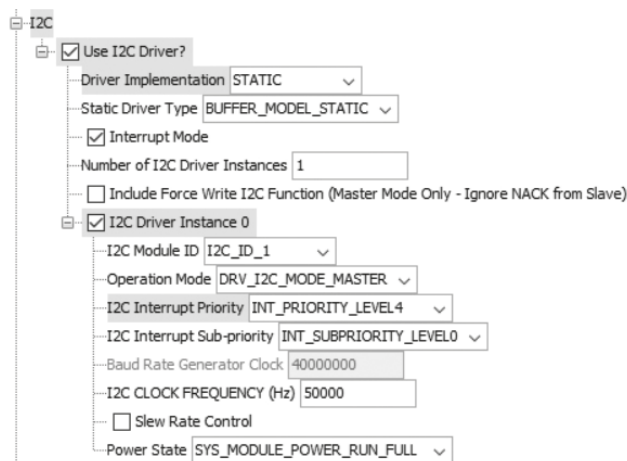 I2C
Use I2C Driver?
Driver Implementation STATIC
Static Driver Type BUFFER_MODEL_STATIC
Interrupt Mode
Number of I2C Driver Instances 1
Include Force Write I2C Function (Master Mode Only - Ignore NACK from Slave)
I2C Driver Instance 0
I2C Module ID I2C_ID_1
Operation Mode DRV_I2C_MODE_MASTER
I2C Interrupt Priority INT_PRIORITY_LEVEL4
I2C Interrupt Sub-priority INT_SUBPRIORITY_LEVEL0
Baud Rate Generator Clock 40000000
I2C CLOCK FREQUENCY (Hz) 50000
Slew Rate Control
Power State SYS_MODULE_POWER_RUN_FULL